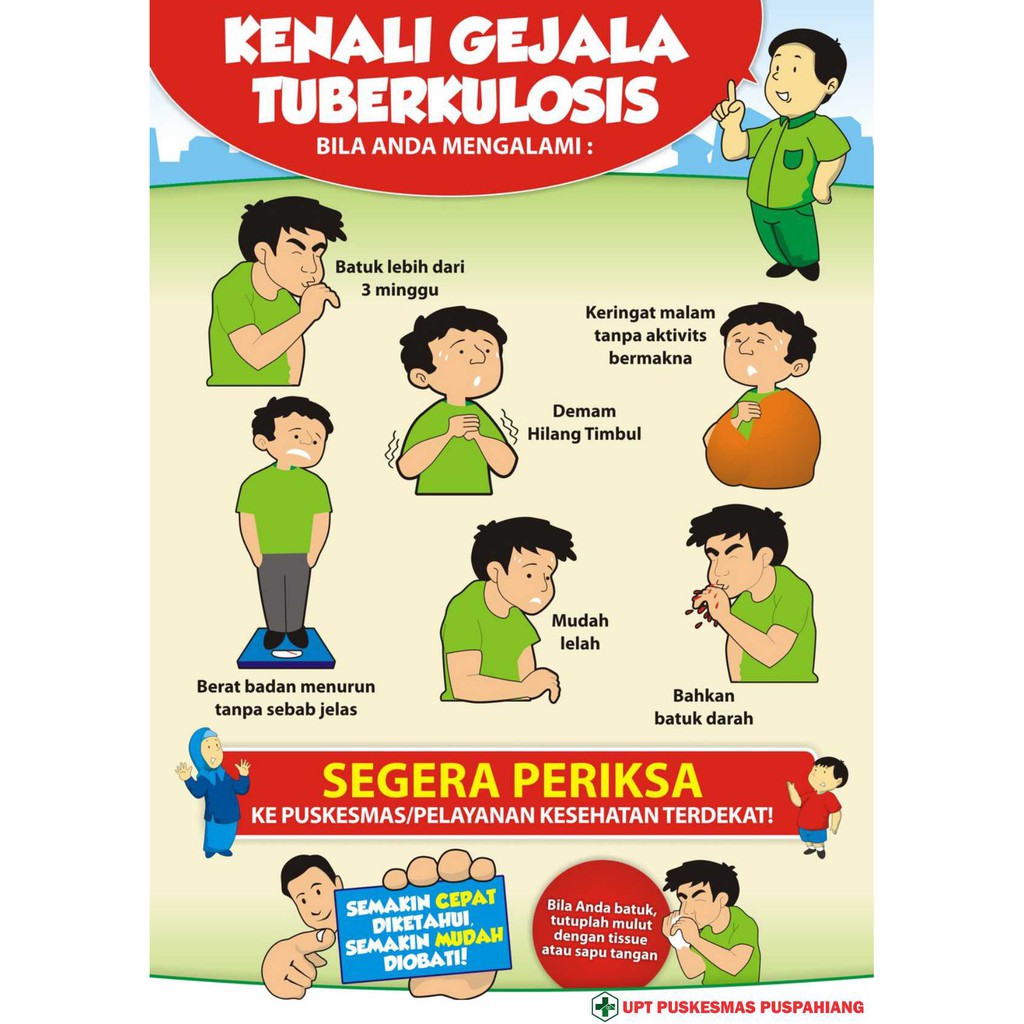 KENALI GEJALA
TUBERKULOSIS
BILA ANDA MENGALAMI :
Batuk lebih dari
3 minggu
Keringat malam
tanpa aktivits
bermakna
Demam
Hilang Timbul
Mudah
lelah
Berat badan menurun
tanpa sebab jelas
Bahkan
batuk darah
SEGERA PERIKSA
KE PUSKESMAS/PELAYANAN KESEHATAN TERDEKAT!
SEMAKIN CEPAT
DIKETAHUI,
SEMAKIN MUDAH
DIOBATI!
Bila Anda batuk,
tutuplah mulut
dengan tissue
atau sapu tangan
UPT PUSKESMAS PUSPAHIANG